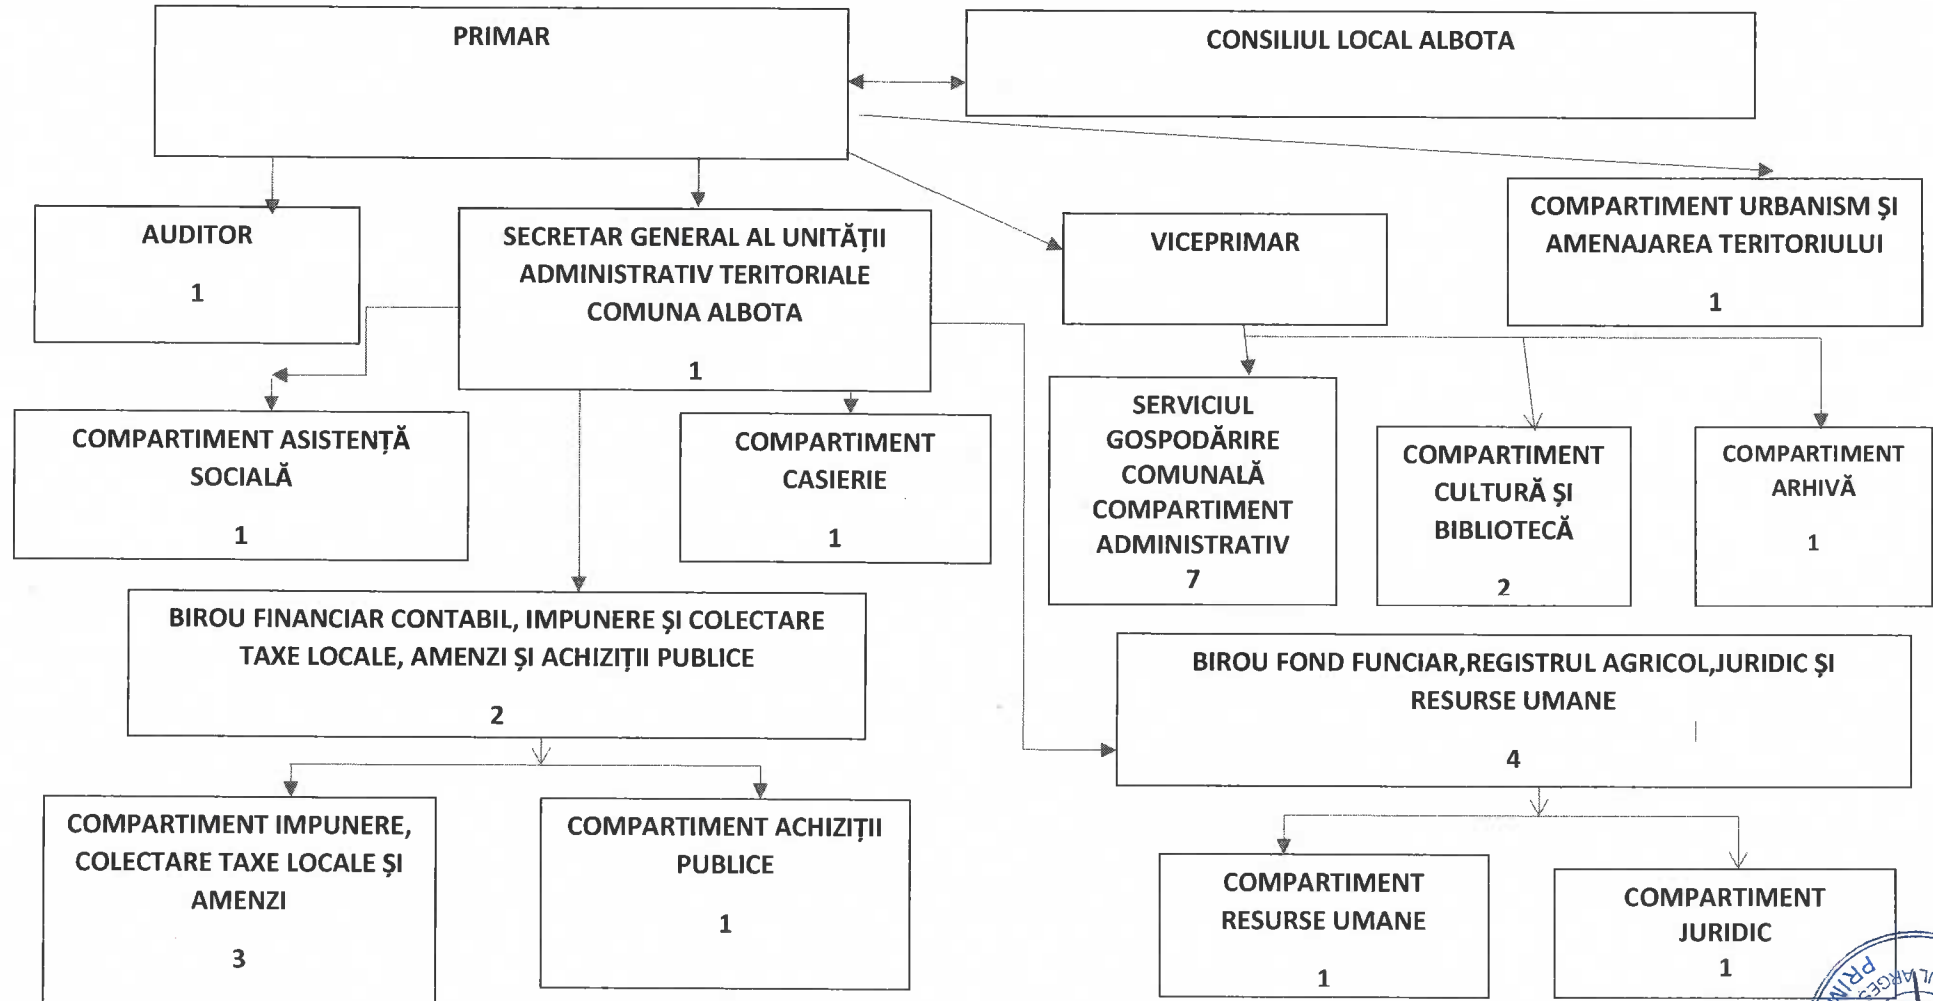 PRIMAR
CONSILIUL LOCAL ALBOTA
AUDITOR
1
SECRETAR GENERAL AL UNITĂȚII
ADMINISTRATIV TERITORIALE
COMUNA ALBOTA
1
VICEPRIMAR
COMPARTIMENT URBANISM ȘI
AMENAJAREA TERITORIULUI
1
COMPARTIMENT ASISTENȚĂ
SOCIALĂ
1
COMPARTIMENT
CASIERIE
1
SERVICIUL
GOSPODĂRIRE
COMUNALĂ
COMPARTIMENT
ADMINISTRATIV
7
COMPARTIMENT
CULTURĂ ȘI
BIBLIOTECĂ
2
COMPARTIMENT
ARHIVĂ
1
BIROU FINANCIAR CONTABIL, IMPUNERE ȘI COLECTARE
TAXE LOCALE, AMENZI ȘI ACHIZIȚII PUBLICE
2
BIROU FOND FUNCIAR,REGISTRUL AGRICOL,JURIDIC ȘI
RESURSE UMANE
4
COMPARTIMENT IMPUNERE,
COLECTARE TAXE LOCALE ȘI
AMENZI
3
COMPARTIMENT ACHIZIȚII
PUBLICE
1
COMPARTIMENT
RESURSE UMANE
1
COMPARTIMENT
JURIDIC
1